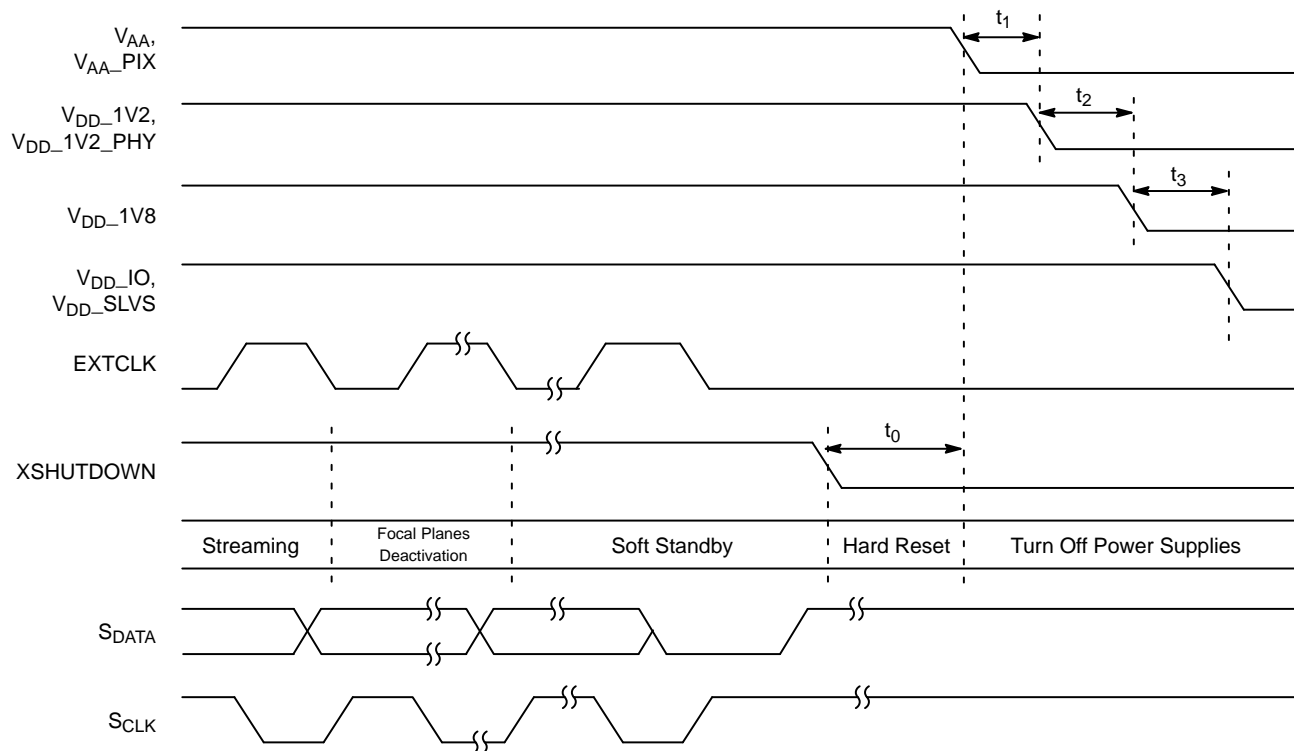 t1
VAA,
VAA_PIX
t2
VDD_1V2,
VDD_1V2_PHY
t3
VDD_1V8
VDD_IO,
VDD_SLVS
EXTCLK
t0
XSHUTDOWN
Streaming
Focal Planes
Deactivation
Soft Standby
Hard Reset
Turn Off Power Supplies
SDATA
SCLK